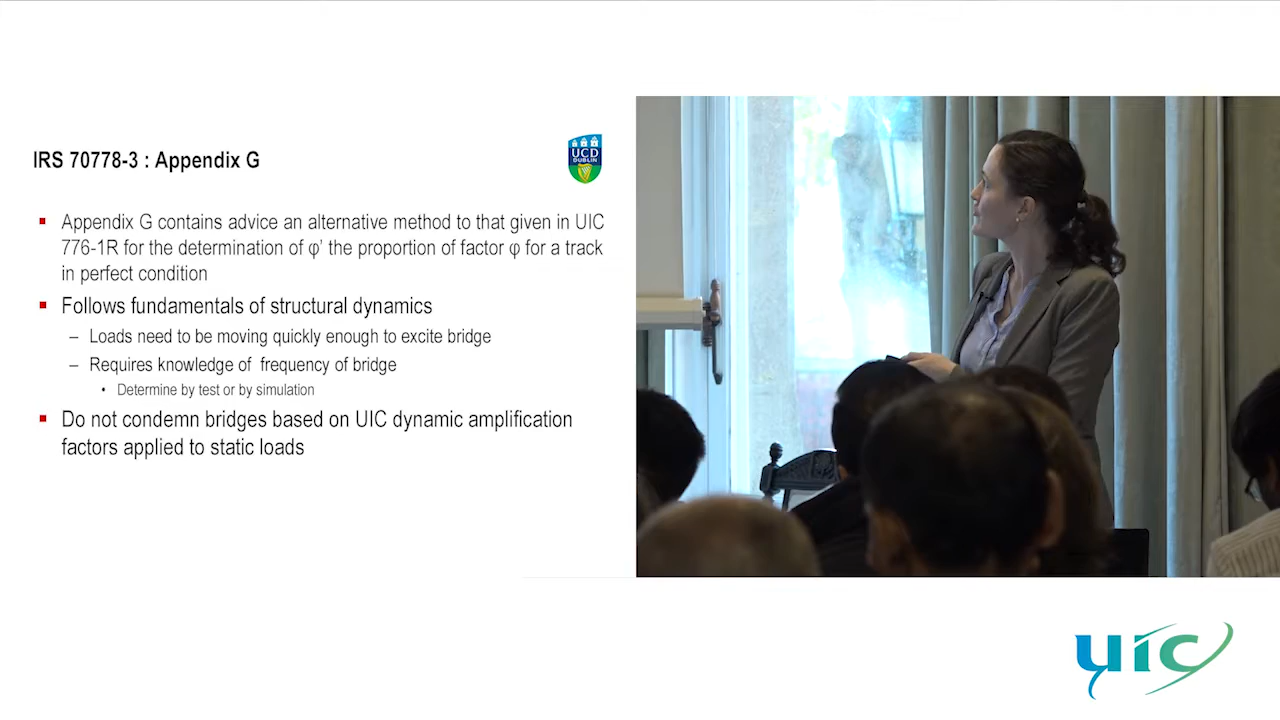 IRS 70778-3 : Appendix G
UCD
DUBLIN
▪ Appendix G contains advice an alternative method to that given in UIC
776-1R for the determination of φ’ the proportion of factor φ for a track
in perfect condition
▪ Follows fundamentals of structural dynamics
– Loads need to be moving quickly enough to excite bridge
– Requires knowledge of frequency of bridge
• Determine by test or by simulation
▪ Do not condemn bridges based on UIC dynamic amplification
factors applied to static loads
uic